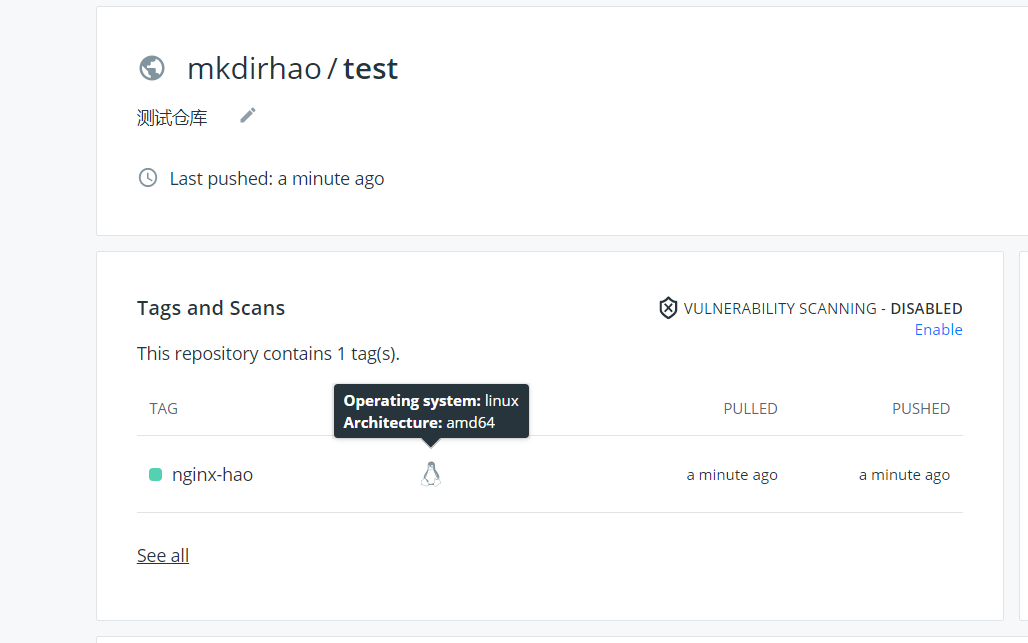 mkdirhao / test
测试仓库
Last pushed: a minute ago
Tags and Scans
VULNERABILITY SCANNING - DISABLED
Enable
This repository contains 1 tag(s).
Operating system: linux
Architecture: amd64
TAG PULLED PUSHED
nginx-hao a minute ago a minute ago
See all